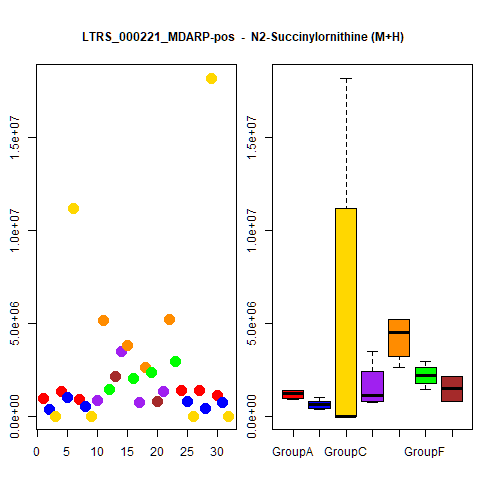 LTRS_000221_MDARP-pos - N2-Succinylornithine (M+H)
0.0e+00 5.0e+06 1.0e+07 1.5e+07
0 5 10 15 20 25 30
0.0e+00 5.0e+06 1.0e+07 1.5e+07
GroupA GroupC GroupF